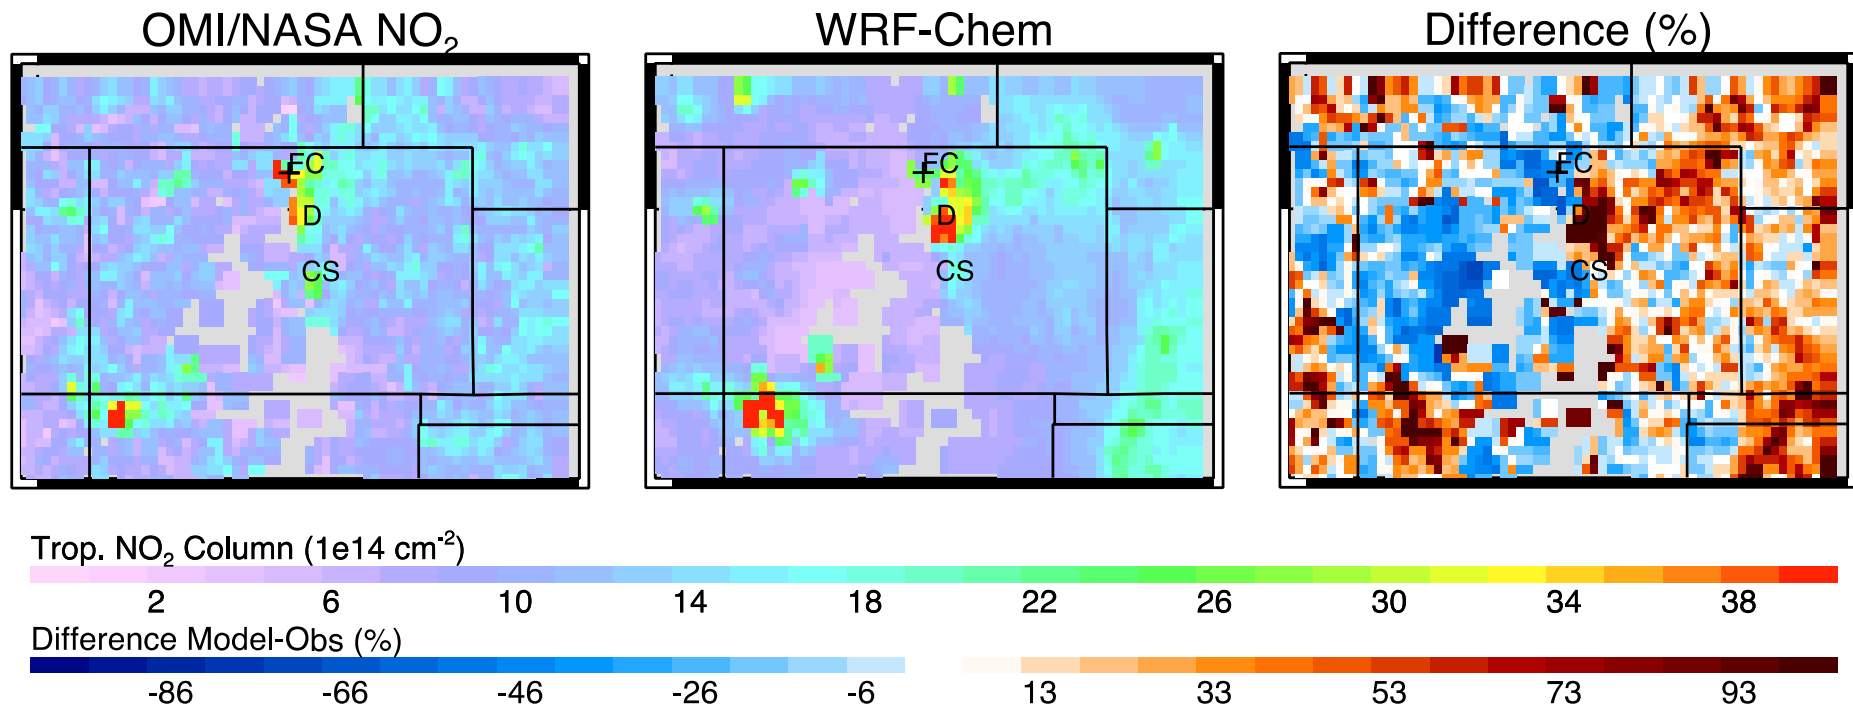 OMI/NASA NO₂ WRF-Chem Difference (%)
FC FC FC
D D D
CS CS CS
Trop. NO₂ Column (1e14 cm⁻²)
2 6 10 14 18 22 26 30 34 38
Difference Model-Obs (%)
-86 -66 -46 -26 -6 13 33 53 73 93